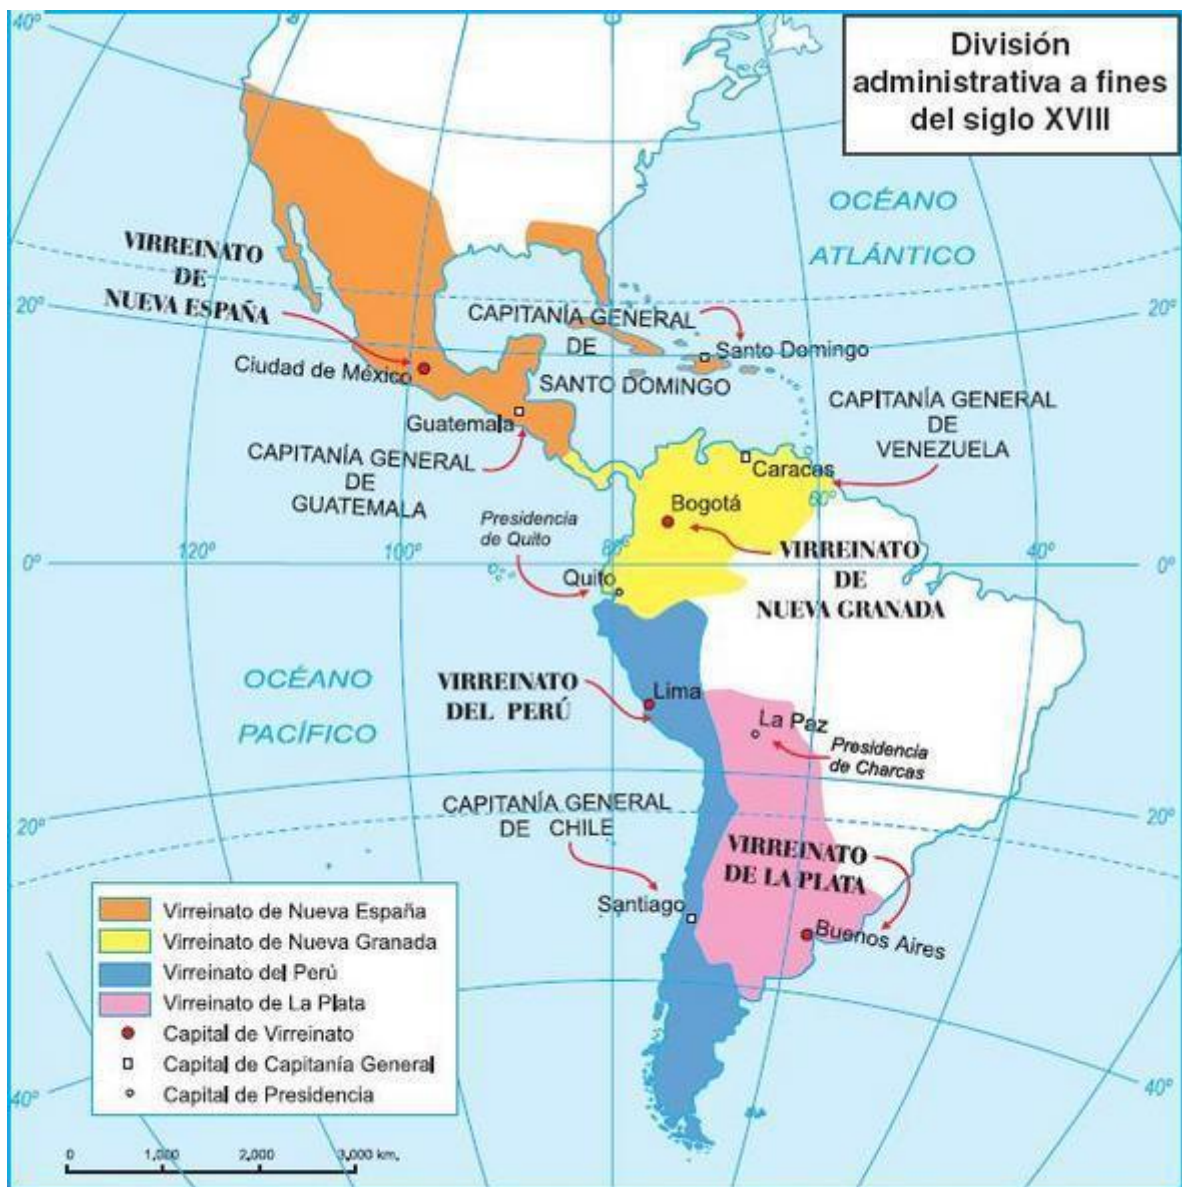 División
administrativa a fines
del siglo XVIII
40º
OCÉANO
ATLÁNTICO
VIRREINATO
DE
NUEVA ESPAÑA
20º
20º
CAPITANÍA GENERAL
DE
SANTO DOMINGO
Santo Domingo
Ciudad de México
Guatemala
CAPITANÍA GENERAL
DE
GUATEMALA
CAPITANÍA GENERAL
DE
VENEZUELA
Caracas
60º
Bogotá
Presidencia
de Quito
VIRREINATO
DE
NUEVA GRANADA
120º
100º
80º
40º
0º
0º
Quito
OCÉANO
PACÍFICO
VIRREINATO
DEL PERÚ
Lima
La Paz
Presidencia
de Charcas
CAPITANÍA GENERAL
DE CHILE
20º
20º
VIRREINATO
DE LA PLATA
Santiago
Buenos Aires
Virreinato de Nueva España
Virreinato de Nueva Granada
Virreinato del Perú
Virreinato de La Plata
Capital de Virreinato
Capital de Capitanía General
Capital de Presidencia
40º
40º
0 1,000 2,000 3,000 km.